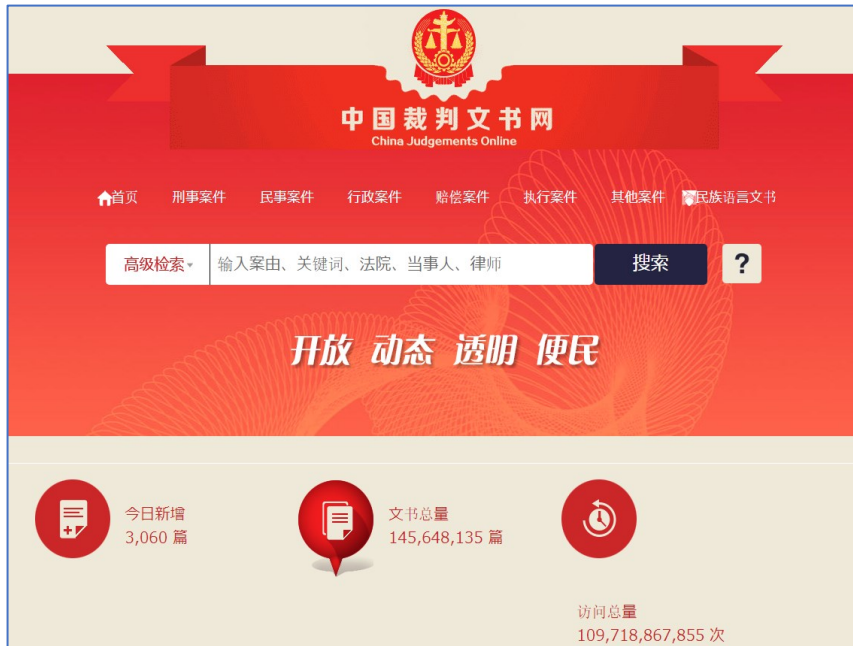 中国裁判文书网
China Judgements Online
首页 刑事案件 民事案件 行政案件 赔偿案件 执行案件 其他案件 民族语言文书
高级检索 输入案由、关键词、法院、当事人、律师 搜索 ?
开放 动态 透明 便民
今日新增
3,060 篇
文书总量
145,648,135 篇
访问总量
109,718,867,855 次